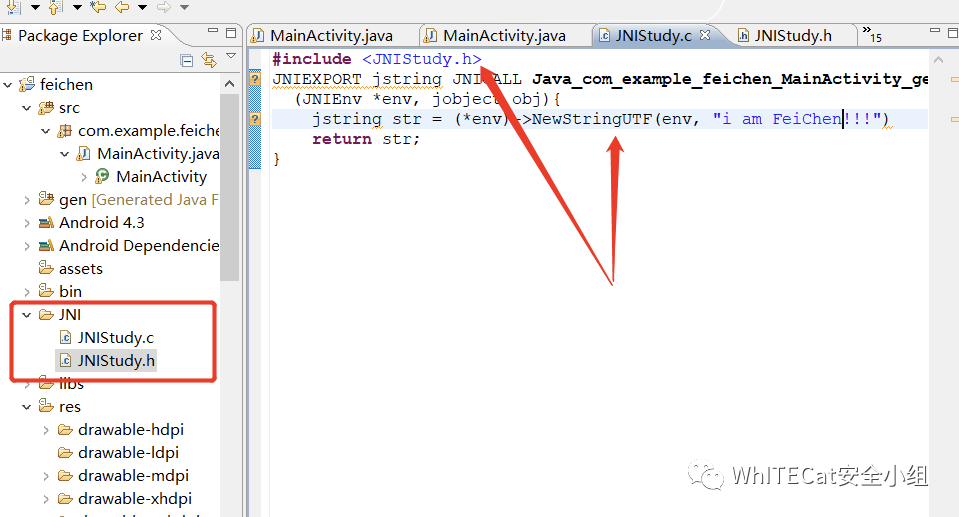 Package Explorer
MainActivity.java
MainActivity.java
JNIStudy.c
JNIStudy.h
15
feichen
src
com.example.feiche
MainActivity.java
MainActivity
gen [Generated Java F
Android 4.3
Android Dependencie
assets
bin
JNI
JNIStudy.c
JNIStudy.h
libs
res
drawable-hdpi
drawable-ldpi
drawable-mdpi
drawable-xhdpi
#include <JNIStudy.h>
JNIEXPORT jstring JNICALL Java_com_example_feichen_MainActivity_ge
(JNIEnv *env, jobject obj){
jstring str = (*env)->NewStringUTF(env, "i am FeiChen!!!")
return str;
}
WhITECat安全小组